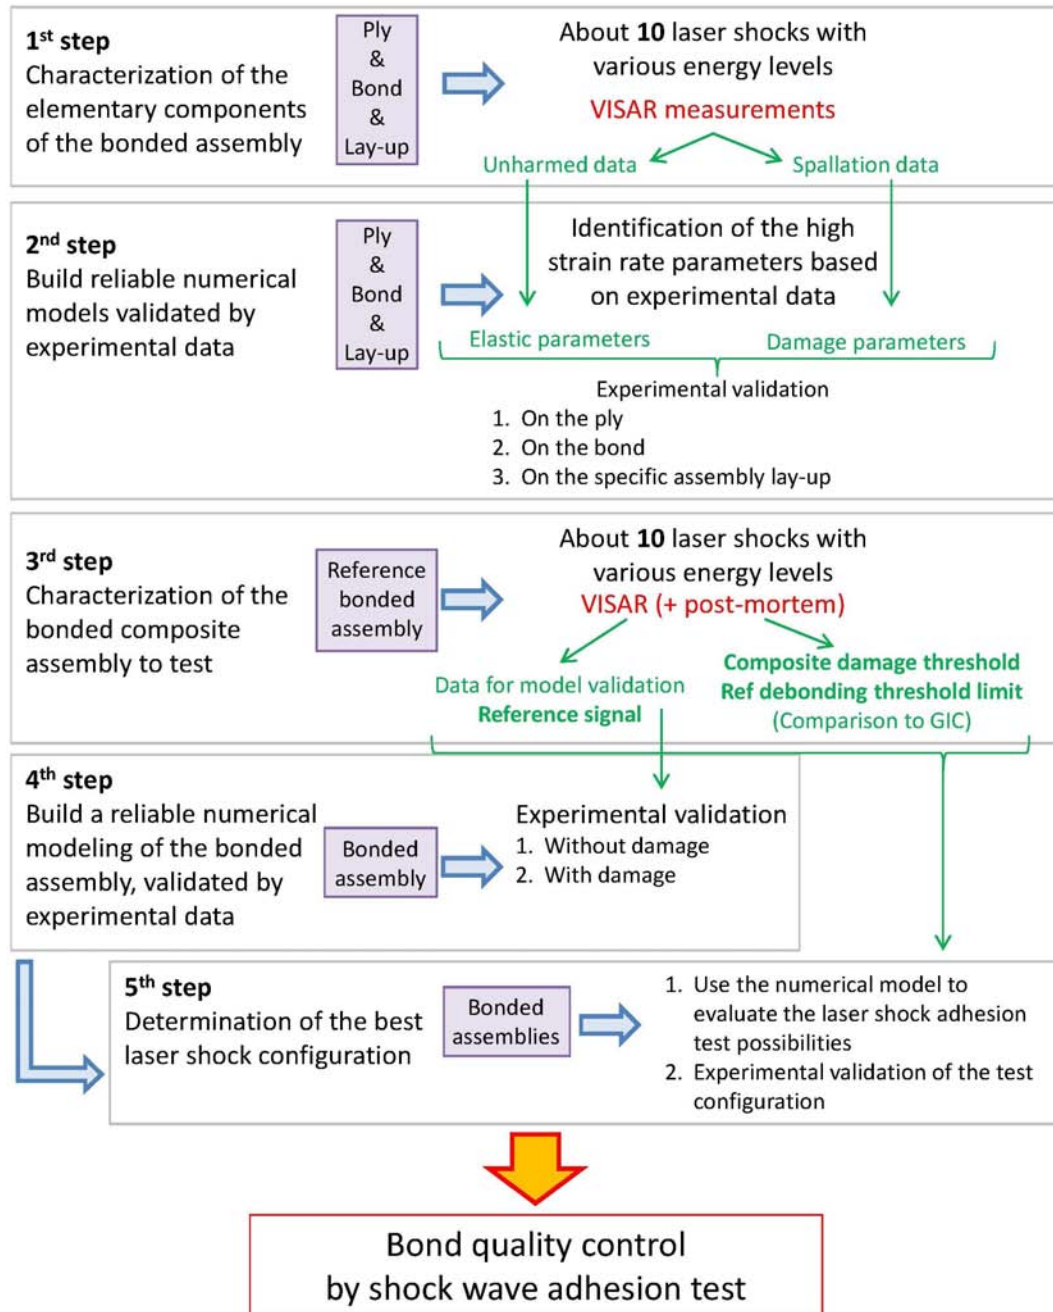 1st step
Characterization of the
elementary components
of the bonded assembly
Ply
&
Bond
&
Lay-up
About 10 laser shocks with
various energy levels
VISAR measurements
Unharmed data
Spallation data
2nd step
Build reliable numerical
models validated by
experimental data
Ply
&
Bond
&
Lay-up
Identification of the high
strain rate parameters based
on experimental data
Elastic parameters
Damage parameters
Experimental validation
1. On the ply
2. On the bond
3. On the specific assembly lay-up
3rd step
Characterization of the
bonded composite
assembly to test
Reference
bonded
assembly
About 10 laser shocks with
various energy levels
VISAR (+ post-mortem)
Data for model validation
Reference signal
Composite damage threshold
Ref debonding threshold limit
(Comparison to GIC)
4th step
Build a reliable numerical
modeling of the bonded
assembly, validated by
experimental data
Bonded
assembly
Experimental validation
1. Without damage
2. With damage
5th step
Determination of the best
laser shock configuration
Bonded
assemblies
1. Use the numerical model to
evaluate the laser shock adhesion
test possibilities
2. Experimental validation of the test
configuration
Bond quality control
by shock wave adhesion test